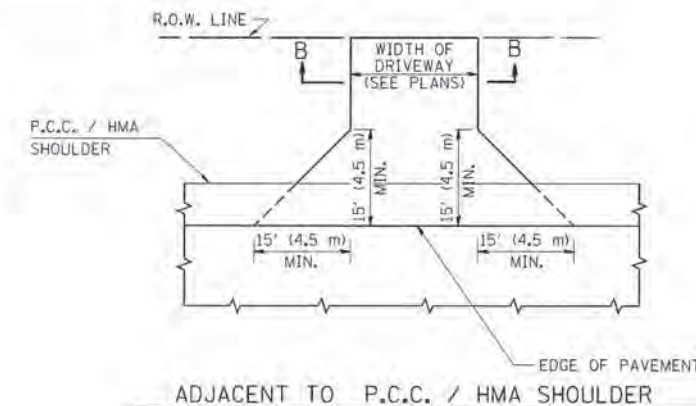 R.O.W. LINE
B
WIDTH OF
DRIVEWAY
(SEE PLANS)
B
P.C.C. / HMA
SHOULDER
15' (4.5 m)
MIN.
15' (4.5 m)
MIN.
15' (4.5 m)
MIN.
15' (4.5 m)
MIN.
EDGE OF PAVEMENT
ADJACENT TO P.C.C. / HMA SHOULDER